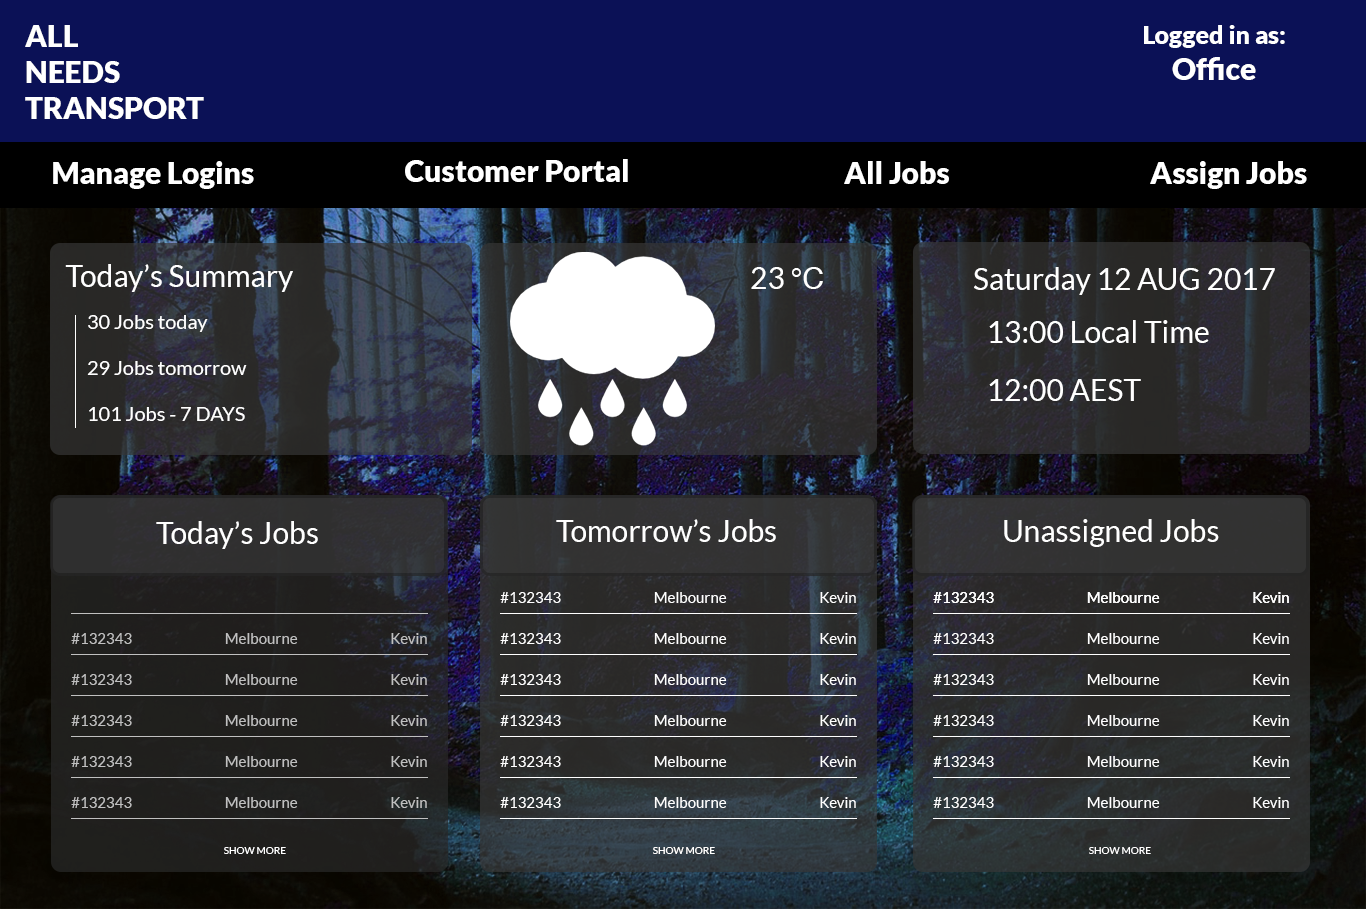 ALL
NEEDS
TRANSPORT
Logged in as:
Office
Manage Logins
Customer Portal
All Jobs
Assign Jobs
Today’s Summary
30 Jobs today
29 Jobs tomorrow
101 Jobs - 7 DAYS
23 °C
Saturday 12 AUG 2017
13:00 Local Time
12:00 AEST
Today’s Jobs
#132343 Melbourne Kevin
#132343 Melbourne Kevin
#132343 Melbourne Kevin
#132343 Melbourne Kevin
#132343 Melbourne Kevin
SHOW MORE
Tomorrow’s Jobs
#132343 Melbourne Kevin
#132343 Melbourne Kevin
#132343 Melbourne Kevin
#132343 Melbourne Kevin
#132343 Melbourne Kevin
#132343 Melbourne Kevin
SHOW MORE
Unassigned Jobs
#132343 Melbourne Kevin
#132343 Melbourne Kevin
#132343 Melbourne Kevin
#132343 Melbourne Kevin
#132343 Melbourne Kevin
#132343 Melbourne Kevin
SHOW MORE